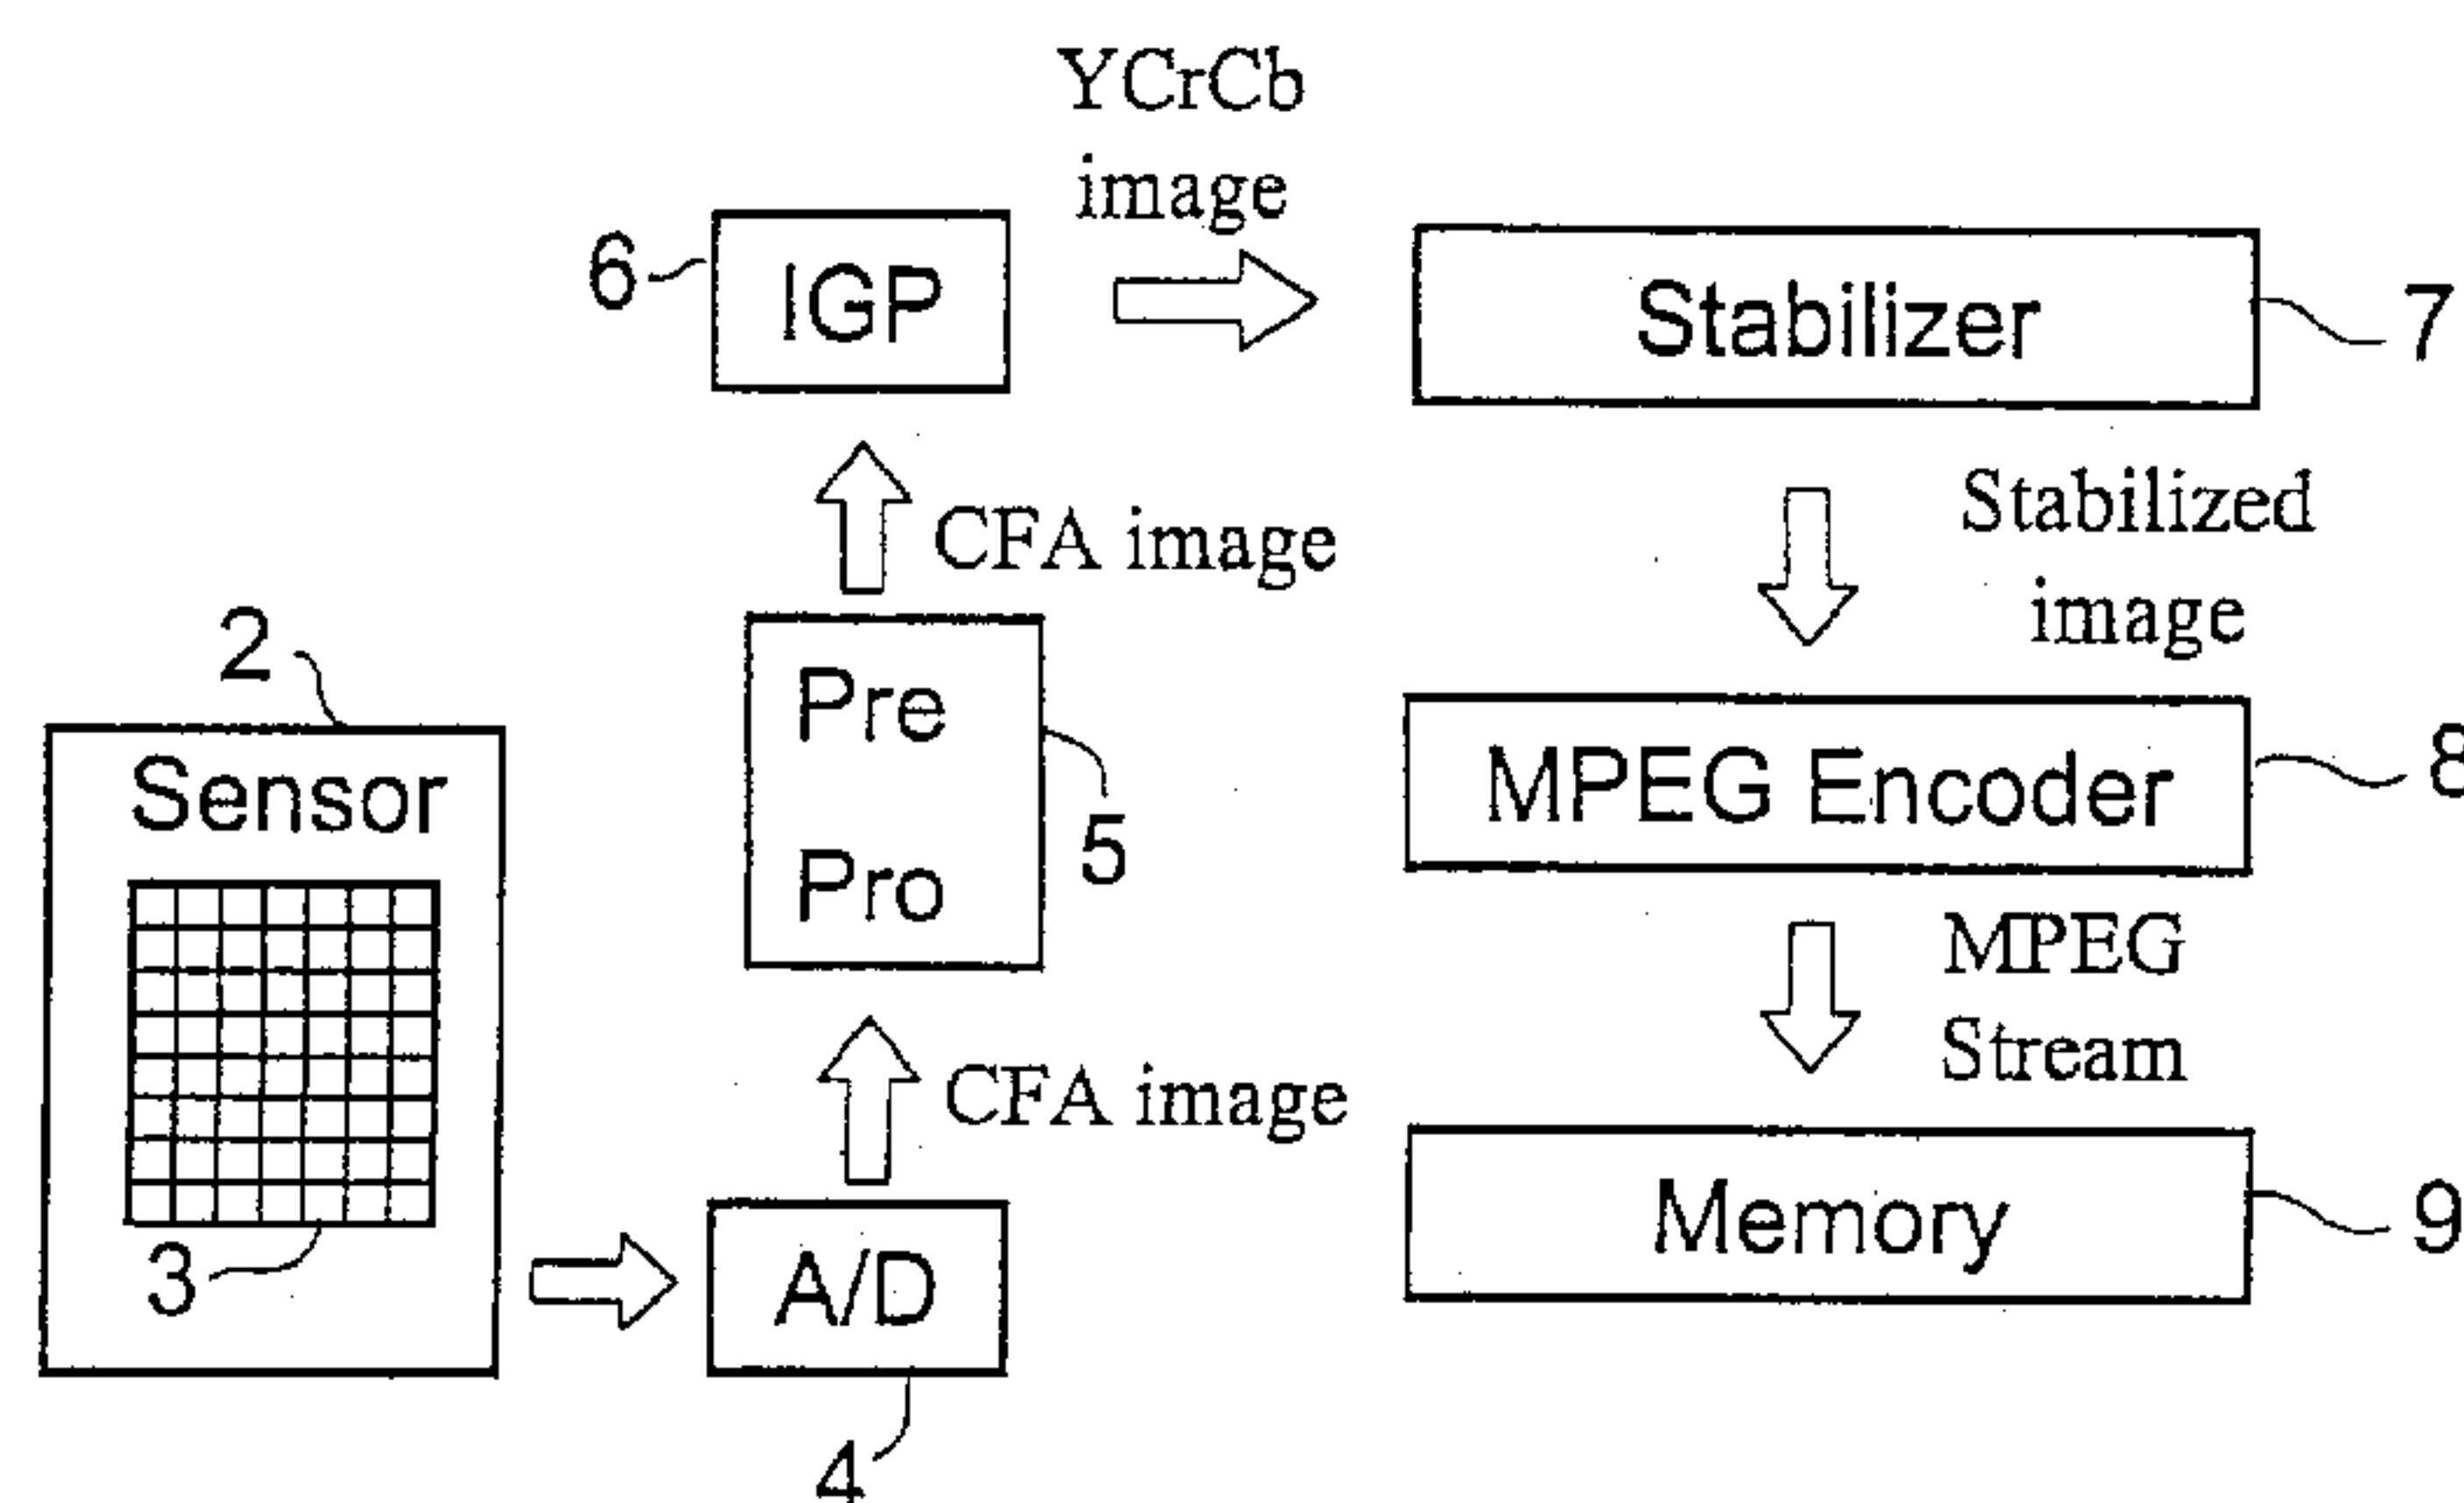 YCrCb
image
6
IGP
Stabilizer
7
CFA image
Stabilized
image
2
Sensor
Pre
Pro
5
MPEG Encoder
8
MPEG
Stream
CFA image
3
A/D
4
Memory
9